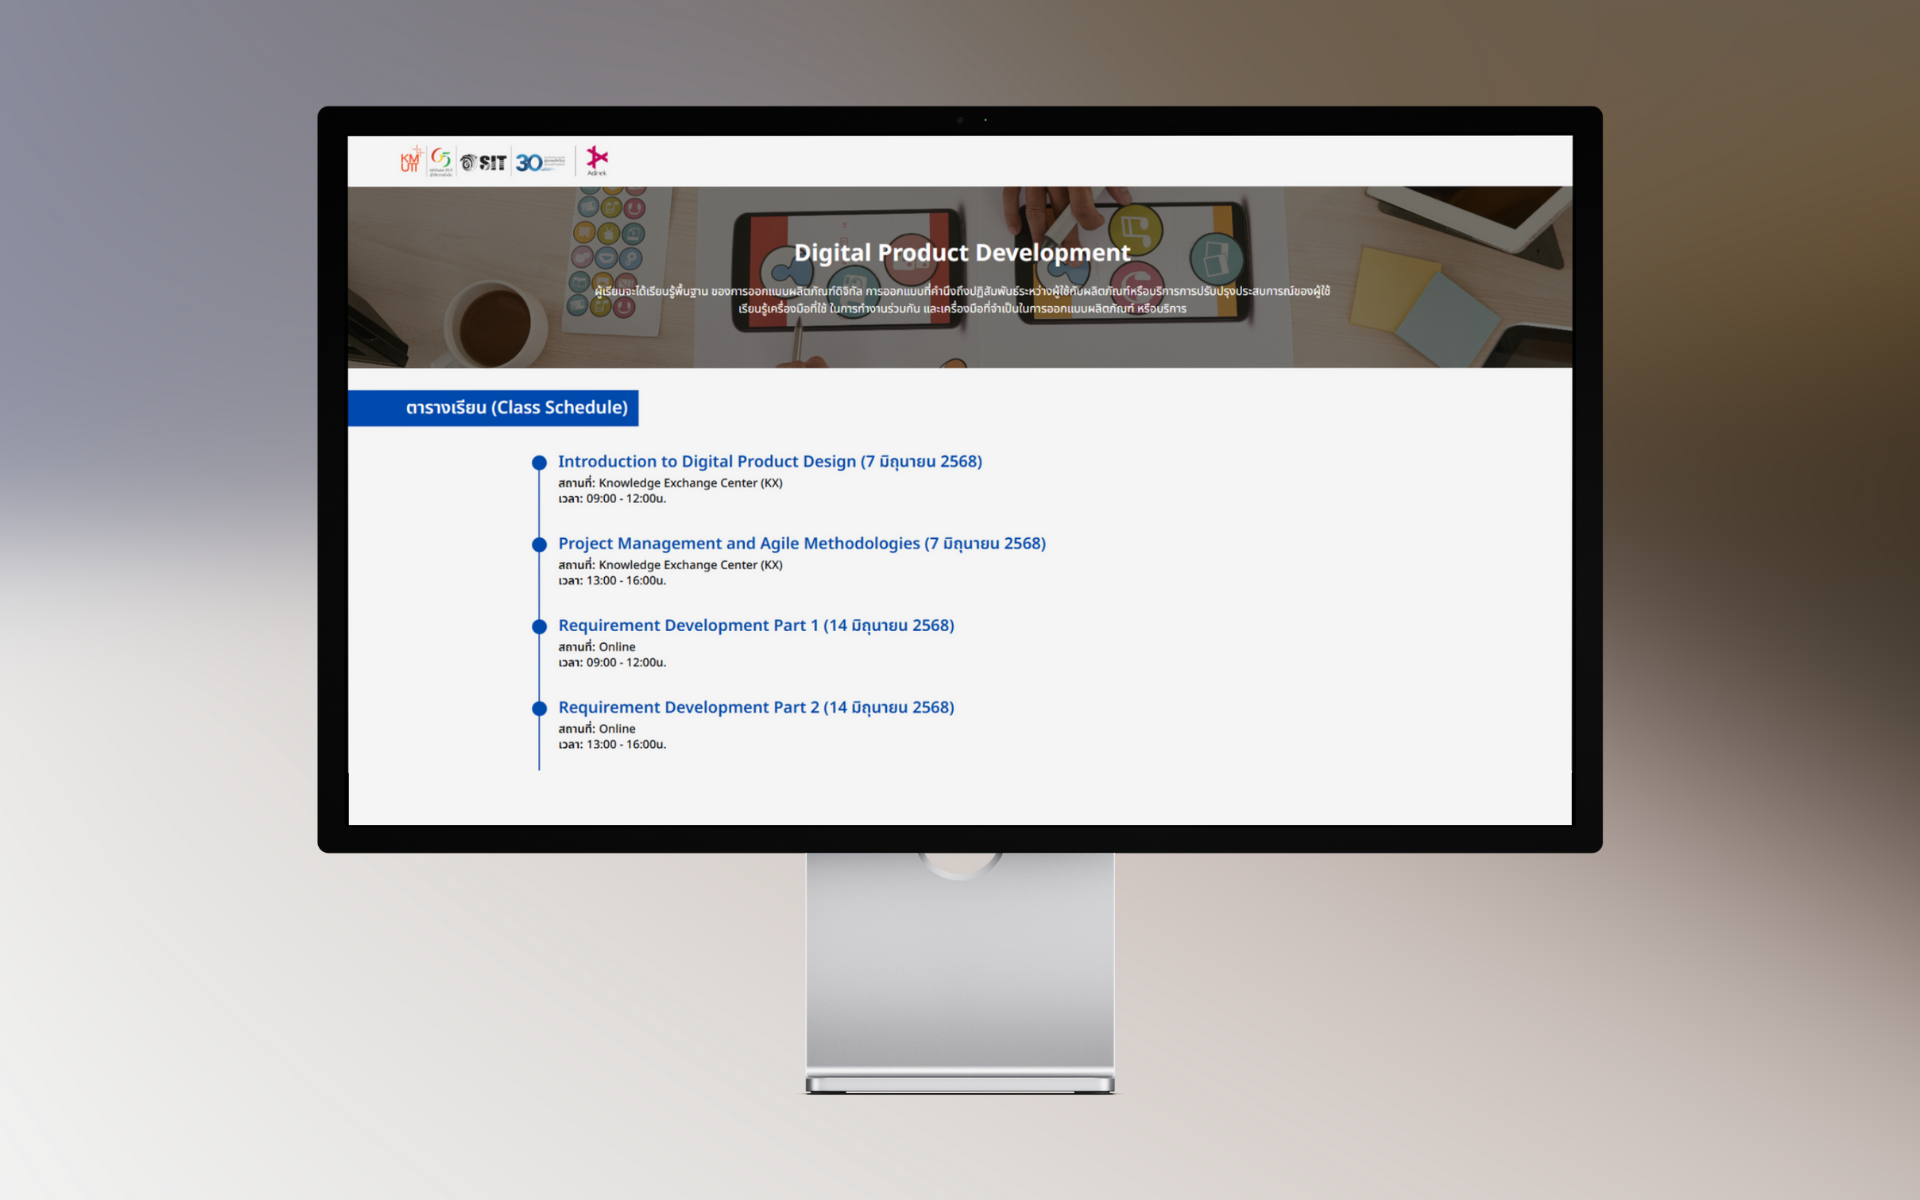 KM
UTT
65
SIT
30
Adinek
Digital Product Development
ผู้เรียนจะได้เรียนรู้พื้นฐาน ของการออกแบบผลิตภัณฑ์ดิจิทัล การออกแบบที่คำนึงถึงปฏิสัมพันธ์ระหว่างผู้ใช้กับผลิตภัณฑ์หรือบริการการปรับปรุงประสบการณ์ของผู้ใช้
เรียนรู้เครื่องมือที่ใช้ ในการทำงานร่วมกัน และเครื่องมือที่จำเป็นในการออกแบบผลิตภัณฑ์ หรือบริการ
ตารางเรียน (Class Schedule)
Introduction to Digital Product Design (7 มิถุนายน 2568)
สถานที่: Knowledge Exchange Center (KX)
เวลา: 09:00 - 12:00น.
Project Management and Agile Methodologies (7 มิถุนายน 2568)
สถานที่: Knowledge Exchange Center (KX)
เวลา: 13:00 - 16:00น.
Requirement Development Part 1 (14 มิถุนายน 2568)
สถานที่: Online
เวลา: 09:00 - 12:00น.
Requirement Development Part 2 (14 มิถุนายน 2568)
สถานที่: Online
เวลา: 13:00 - 16:00น.